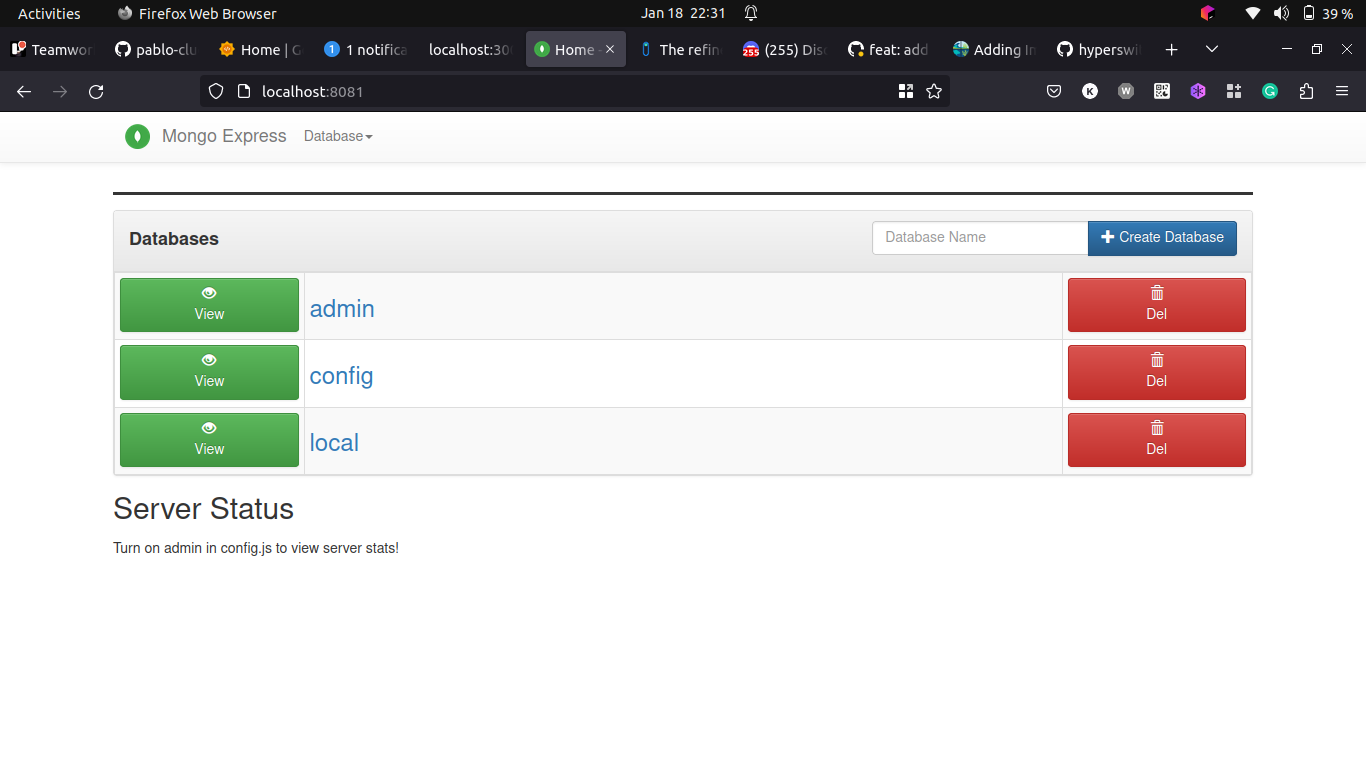 Activities Firefox Web Browser Jan 18 22:31 39 %
Teamwor pablo-clu Home | G 1 notifica localhost:30 Home - The refin 255 (255) Dis feat: add Adding In hyperswi
localhost:8081
Mongo Express Database
Databases Database Name Create Database
View admin Del
View config Del
View local Del
Server Status
Turn on admin in config.js to view server stats!